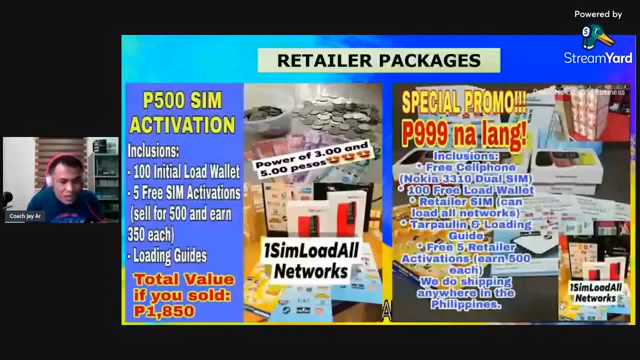 Powered by
StreamYard
RETAILER PACKAGES
P500 SIM
ACTIVATION
Inclusions:
- 100 Initial Load Wallet
- 5 Free SIM Activations
(sell for 500 and earn
350 each)
- Loading Guides
Total Value
if you sold:
P1,850
Power of 3.00 and
5.00 pesos
1SimLoadAll
Networks
SPECIAL PROMO!!!
P999 na lang!
Inclusions:
* Free Cellphone
(Nokia 3310,Dual SIM)
* 100 Free Load Wallet
* Retailer SIM (can
load all networks)
* Tarpaulin & Loading
Guide
* Free 5 Retailer
Activations (earn 500
each)
We do shipping
anywhere in the
Philippines.
1SimLoadAll
Networks
Coach Jay Ar